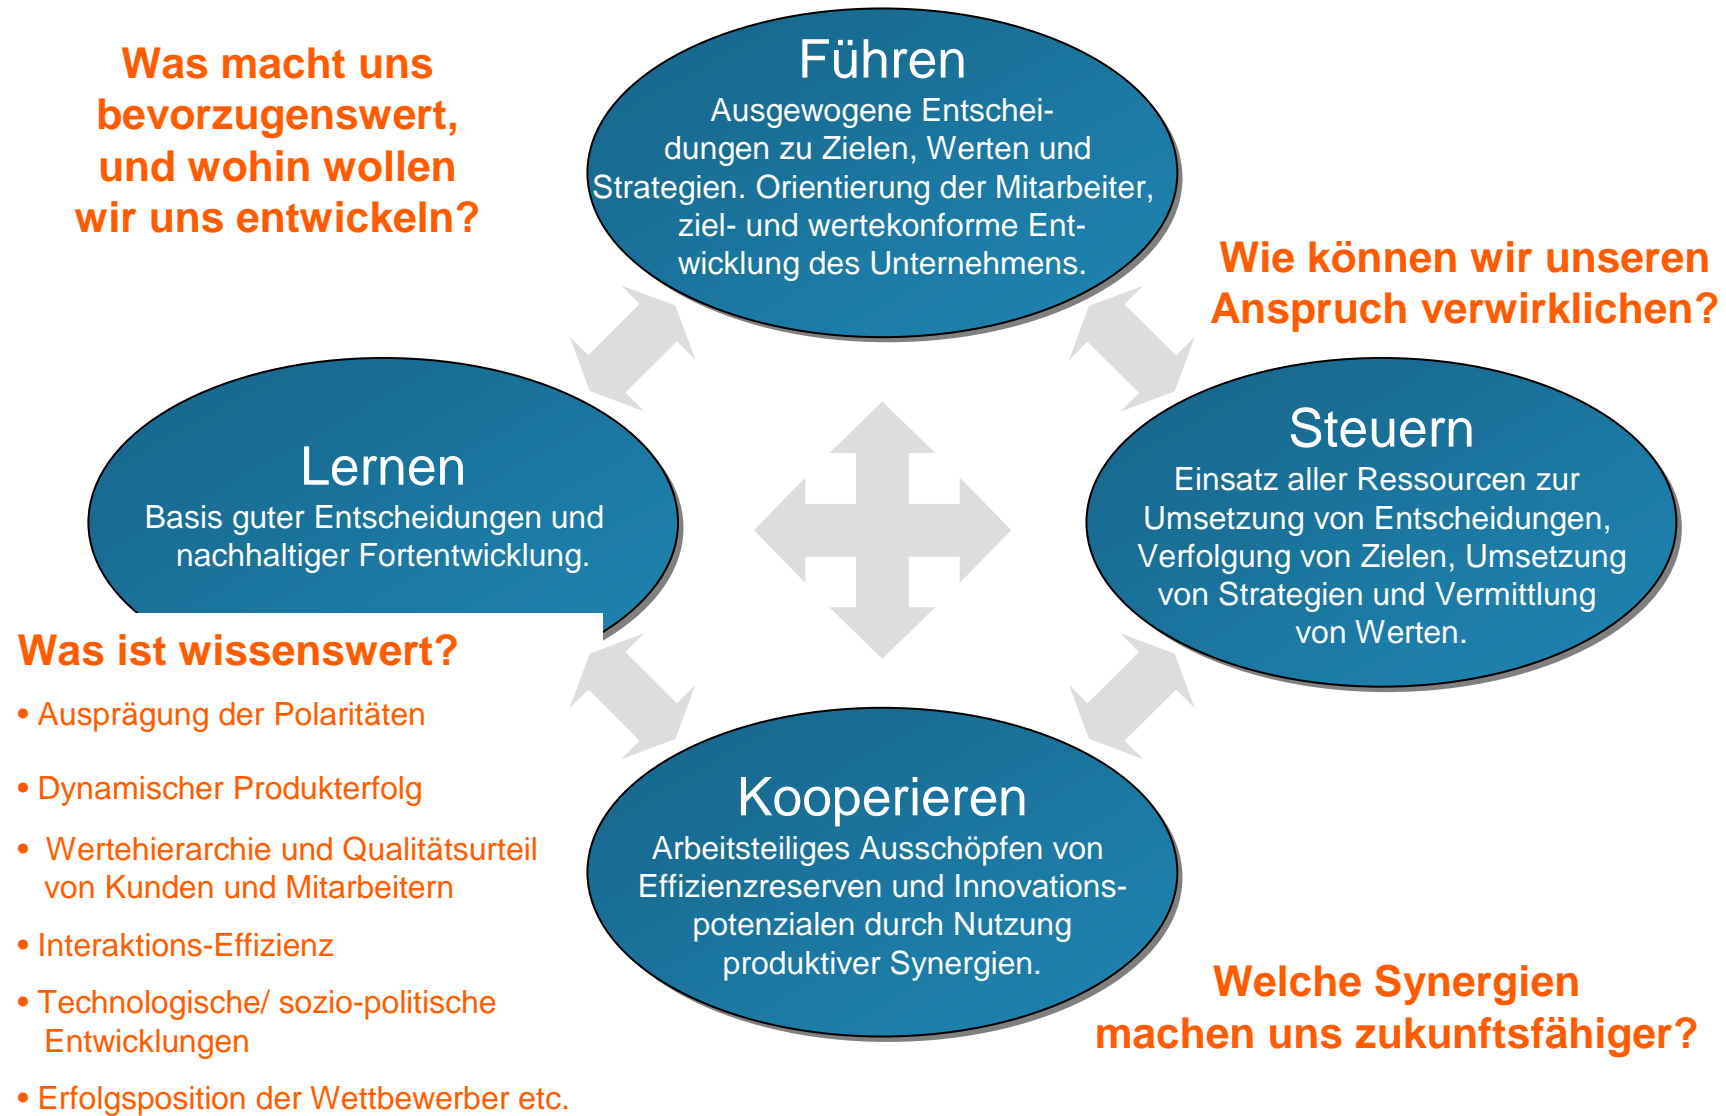 Was macht uns
bevorzugenswert,
und wohin wollen
wir uns entwickeln?
Führen
Ausgewogene Entschei-
dungen zu Zielen, Werten und
Strategien. Orientierung der Mitarbeiter,
ziel- und wertekonforme Ent-
wicklung des Unternehmens.
Wie können wir unseren
Anspruch verwirklichen?
Lernen
Basis guter Entscheidungen und
nachhaltiger Fortentwicklung.
Steuern
Einsatz aller Ressourcen zur
Umsetzung von Entscheidungen,
Verfolgung von Zielen, Umsetzung
von Strategien und Vermittlung
von Werten.
Was ist wissenswert?
• Ausprägung der Polaritäten
• Dynamischer Produkterfolg
• Wertehierarchie und Qualitätsurteil
von Kunden und Mitarbeitern
• Interaktions-Effizienz
• Technologische/ sozio-politische
Entwicklungen
• Erfolgsposition der Wettbewerber etc.
Kooperieren
Arbeitsteiliges Ausschöpfen von
Effizienzreserven und Innovations-
potenzialen durch Nutzung
produktiver Synergien.
Welche Synergien
machen uns zukunftsfähiger?